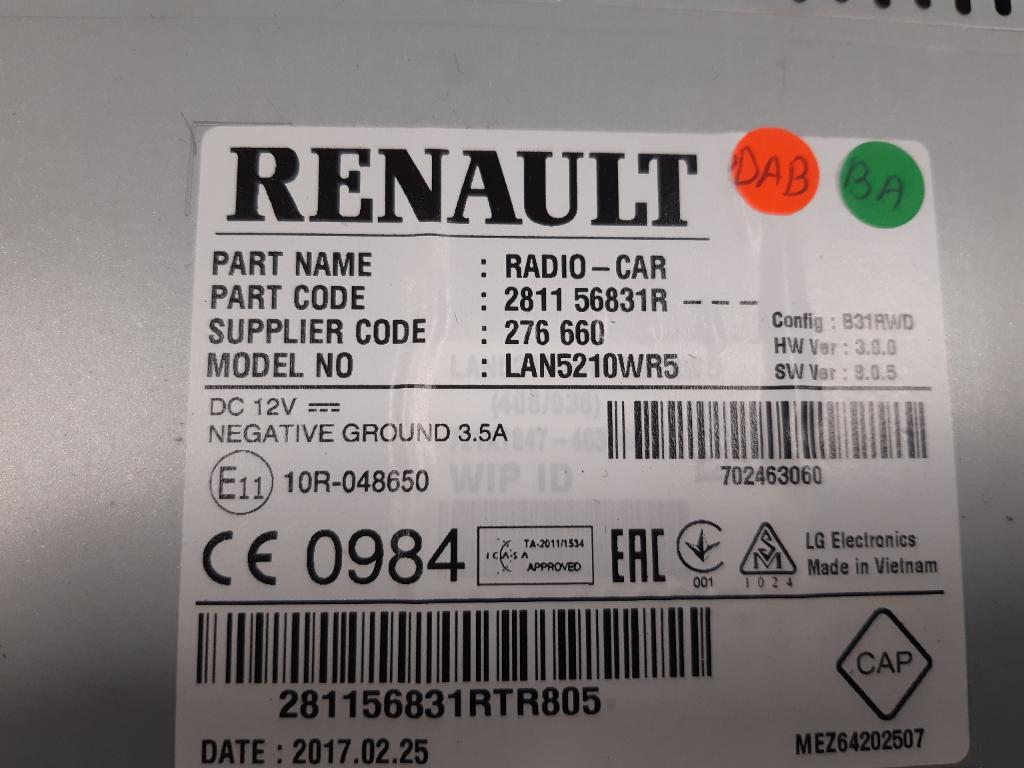 RENAULT
DAB
BA
PART NAME : RADIO-CAR
PART CODE : 2811 56831R ---
SUPPLIER CODE : 276 660
MODEL NO : LAN5210WR5
Config : B31RWD
HW Ver : 3.0.0
SW Ver : 8.0.5
DC 12V
NEGATIVE GROUND 3.5A
702463060
E11 10R-048650
WIP ID
CE 0984
ICASA
TA-2011/1534
APPROVED
EAC
001
SM
1024
LG Electronics
Made in Vietnam
281156831RTR805
CAP
DATE : 2017.02.25
MEZ64202507